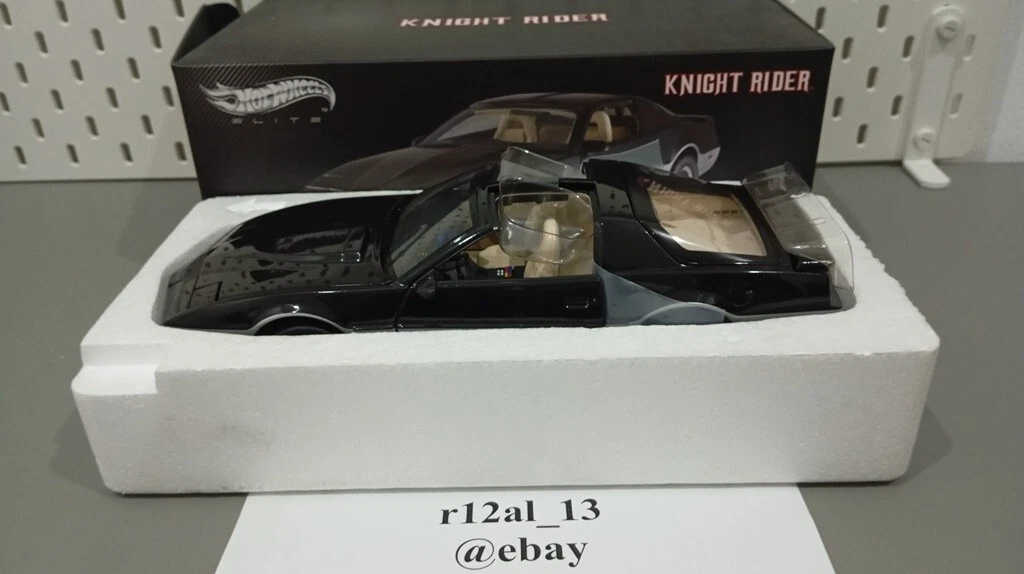 KNIGHT RIDER
HOT WHEELS
ELITE
KNIGHT RIDER
r12al_13
@ebay